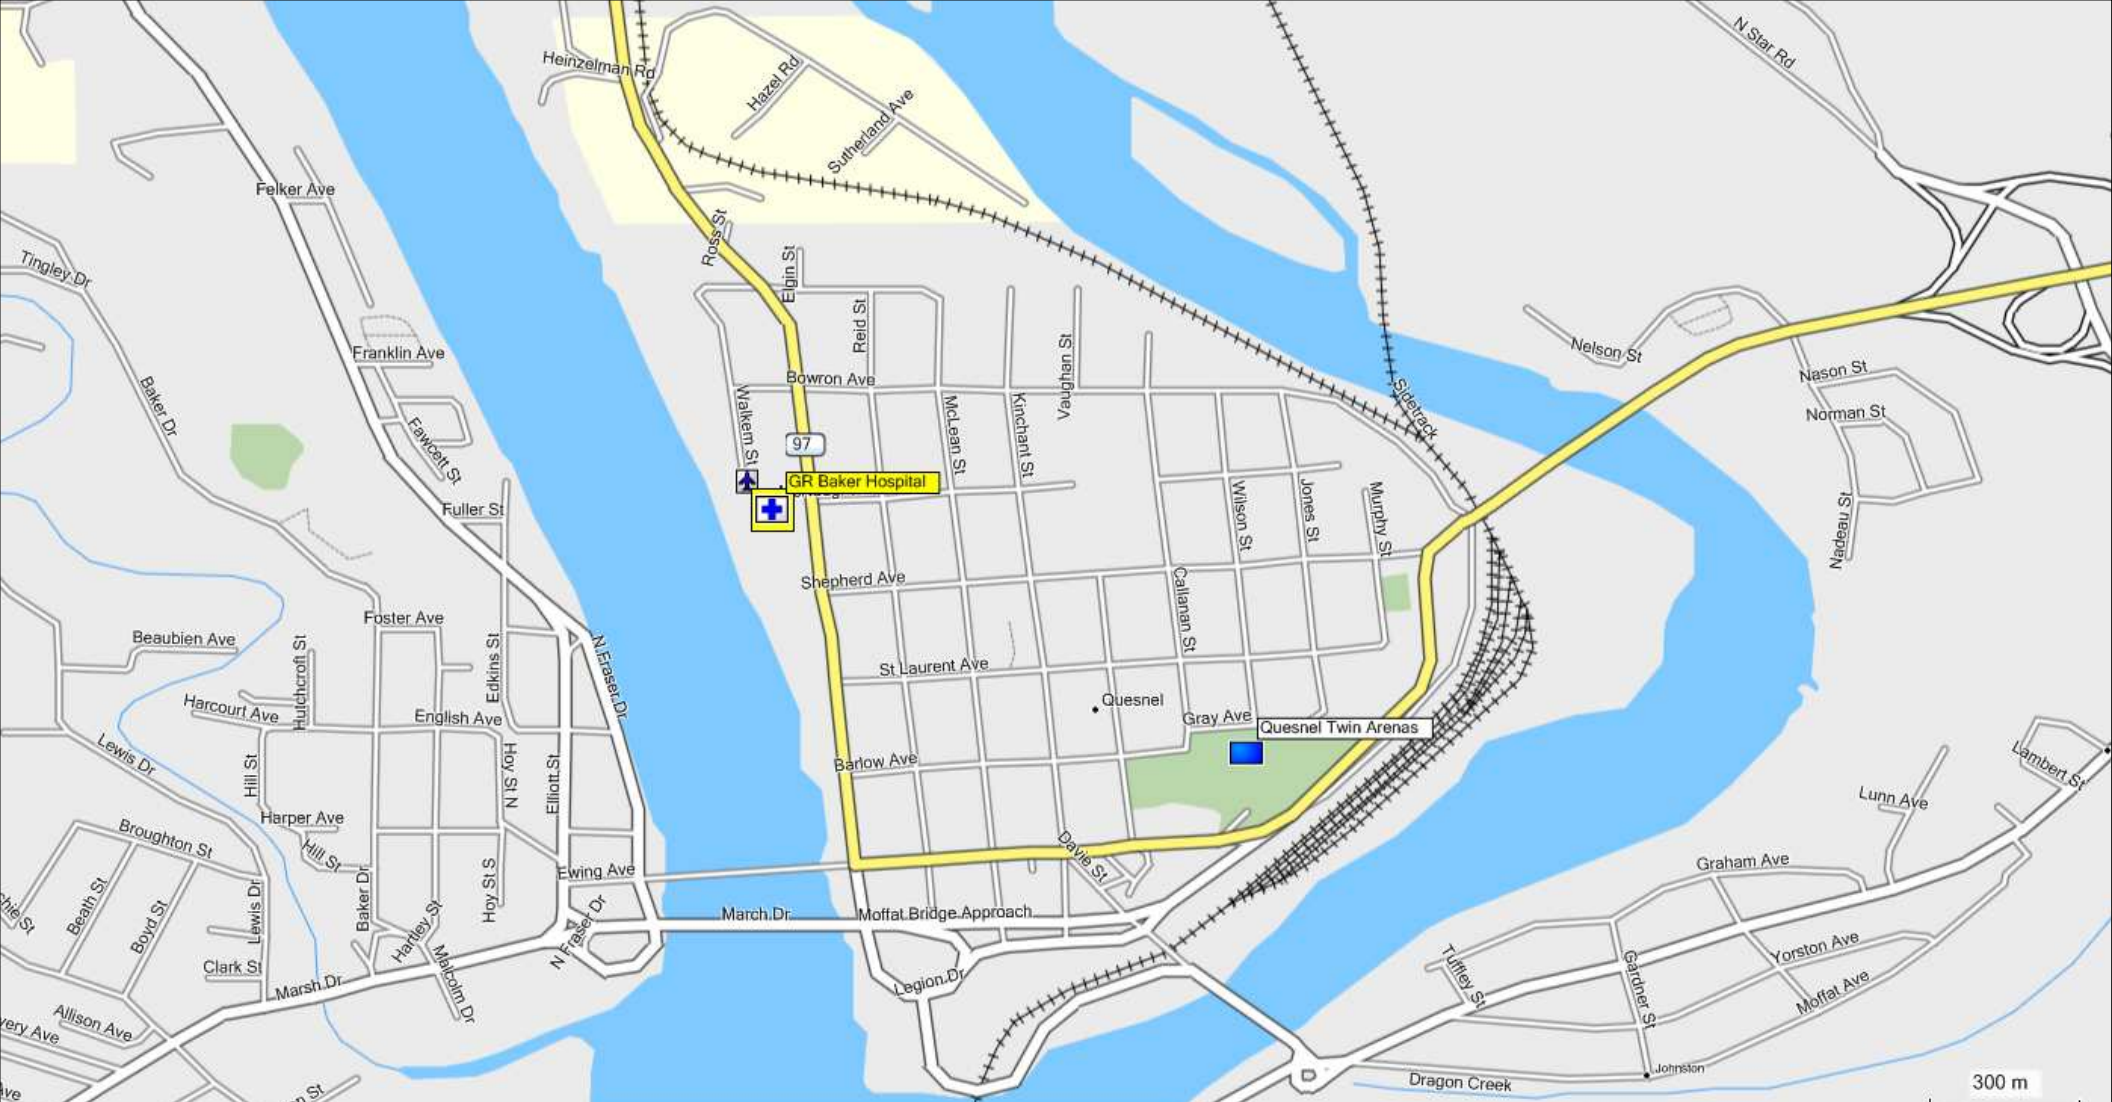 N Star Rd
Heinzelman Rd
Hazel Rd
Sutherland Ave
Felker Ave
Ross St
Elgin St
Tingley Dr
Reid St
Franklin Ave
Vaughan St
Nelson St
Bowron Ave
Nason St
Sidetrack
Baker Dr
Walkem St
McLean St
Kinchant St
Norman St
Fawcett St
97
GR Baker Hospital
Fuller St
Wilson St
Jones St
Murphy St
Nadeau St
Shepherd Ave
Callanan St
Foster Ave
Beaubien Ave
Hutchcroft St
Edkins St
N Fraser Dr
St Laurent Ave
Quesnel
Harcourt Ave
English Ave
Gray Ave
Quesnel Twin Arenas
Lewis Dr
Hill St
Hoy St N
Elliott St
Barlow Ave
Lambert St
Lunn Ave
Harper Ave
Broughton St
Hill St
Davie St
Graham Ave
Ewing Ave
Beath St
Boyd St
Lewis Dr
Baker Dr
Hoy St S
Hartley St
N Fraser Dr
March Dr
Moffat Bridge Approach
Clark St
Malcolm Dr
Marsh Dr
Legion Dr
Tuffley St
Gardner St
Yorston Ave
Moffat Ave
Allison Ave
Johnston
Dragon Creek
300 m